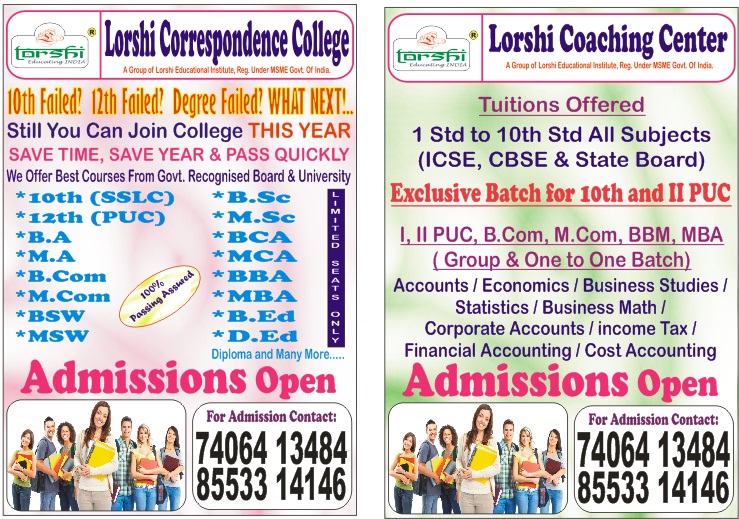 Lorshi
Educating INDIA
®
Lorshi Correspondence College
A Group of Lorshi Educational Institute, Reg. Under MSME Govt. Of India.
10th Failed? 12th Failed? Degree Failed? WHAT NEXT!..
Still You Can Join College THIS YEAR
SAVE TIME, SAVE YEAR & PASS QUICKLY
We Offer Best Courses From Govt. Recognised Board & University
*10th (SSLC)
*12th (PUC)
*B.A
*M.A
*B.Com
*M.Com
*BSW
*MSW
100%
Passing Assured
*B.Sc
*M.Sc
*BCA
*MCA
*BBA
*MBA
*B.Ed
*D.Ed
LIMITED SEATS ONLY
Diploma and Many More.....
Admissions Open
For Admission Contact:
74064 13484
85533 14146
Lorshi
Educating INDIA
®
Lorshi Coaching Center
A Group of Lorshi Educational Institute, Reg. Under MSME Govt. Of India.
Tuitions Offered
1 Std to 10th Std All Subjects
(ICSE, CBSE & State Board)
Exclusive Batch for 10th and II PUC
I, II PUC, B.Com, M.Com, BBM, MBA
( Group & One to One Batch)
Accounts / Economics / Business Studies /
Statistics / Business Math /
Corporate Accounts / income Tax /
Financial Accounting / Cost Accounting
Admissions Open
For Admission Contact:
74064 13484
85533 14146